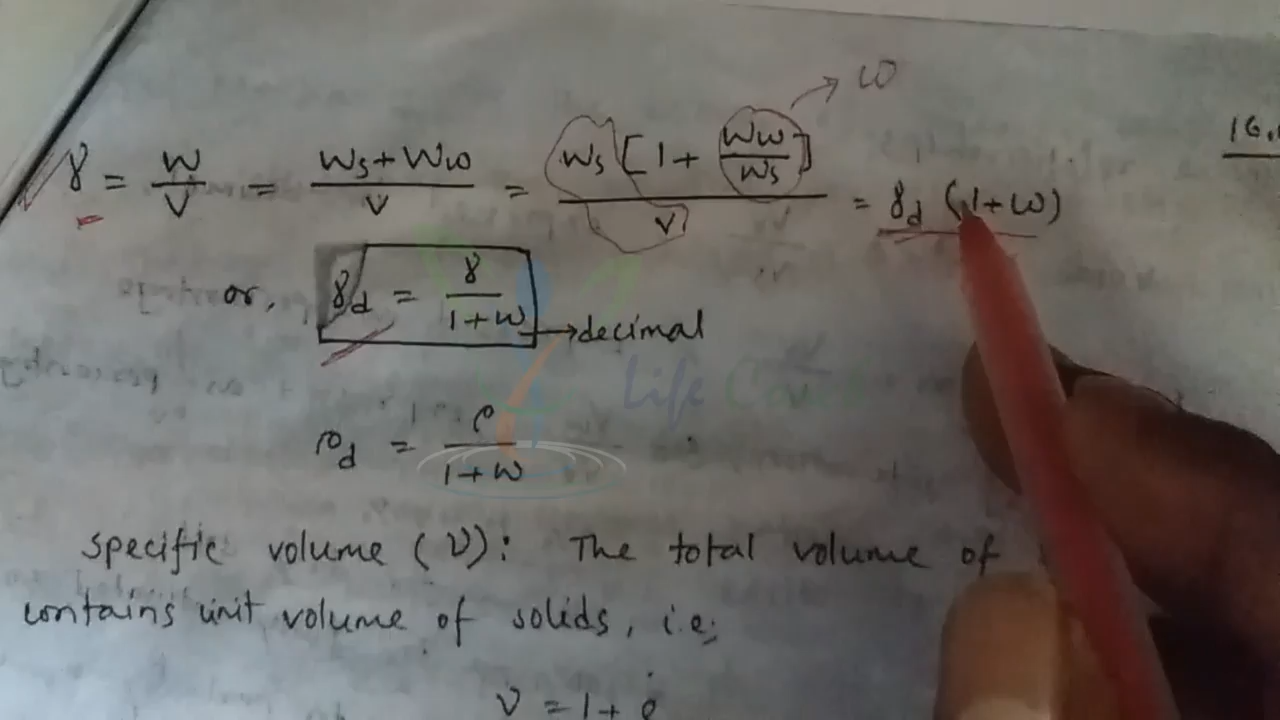 ω
16.
γ = W/V = Ws+Ww/V = Ws[1+Ww/Ws]/V = γd (1+ω)
or, γd = γ/1+ω → decimal
Life
ρd = ρ/1+ω
specific volume (ν): The total volume of
contains unit volume of solids, i.e;
ν = 1+ e